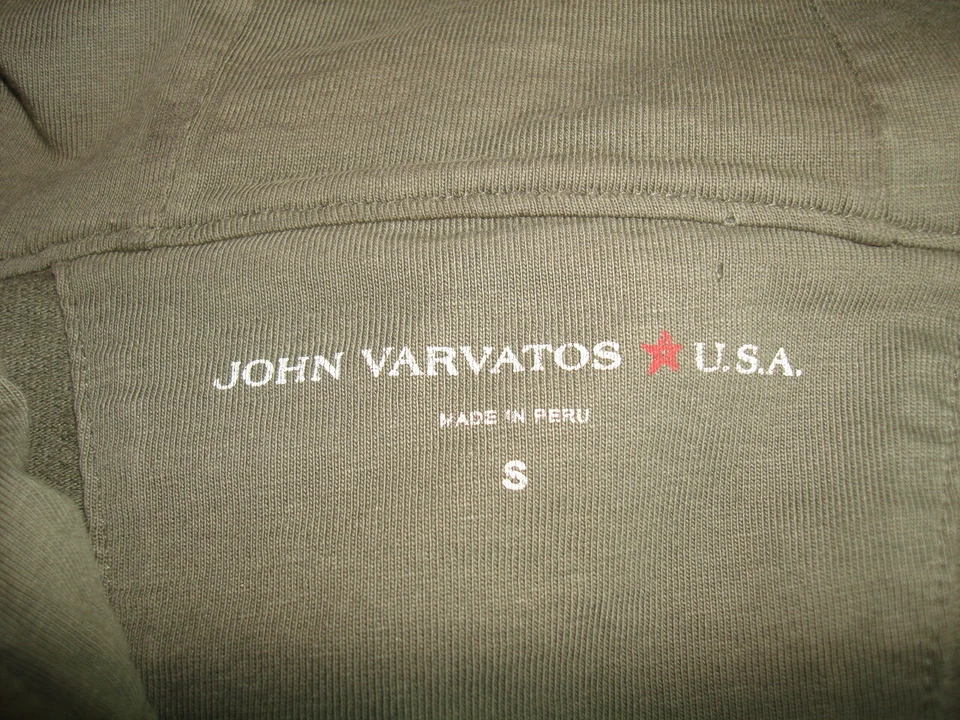 JOHN VARVATOS ★ U.S.A.
MADE IN PERU
S